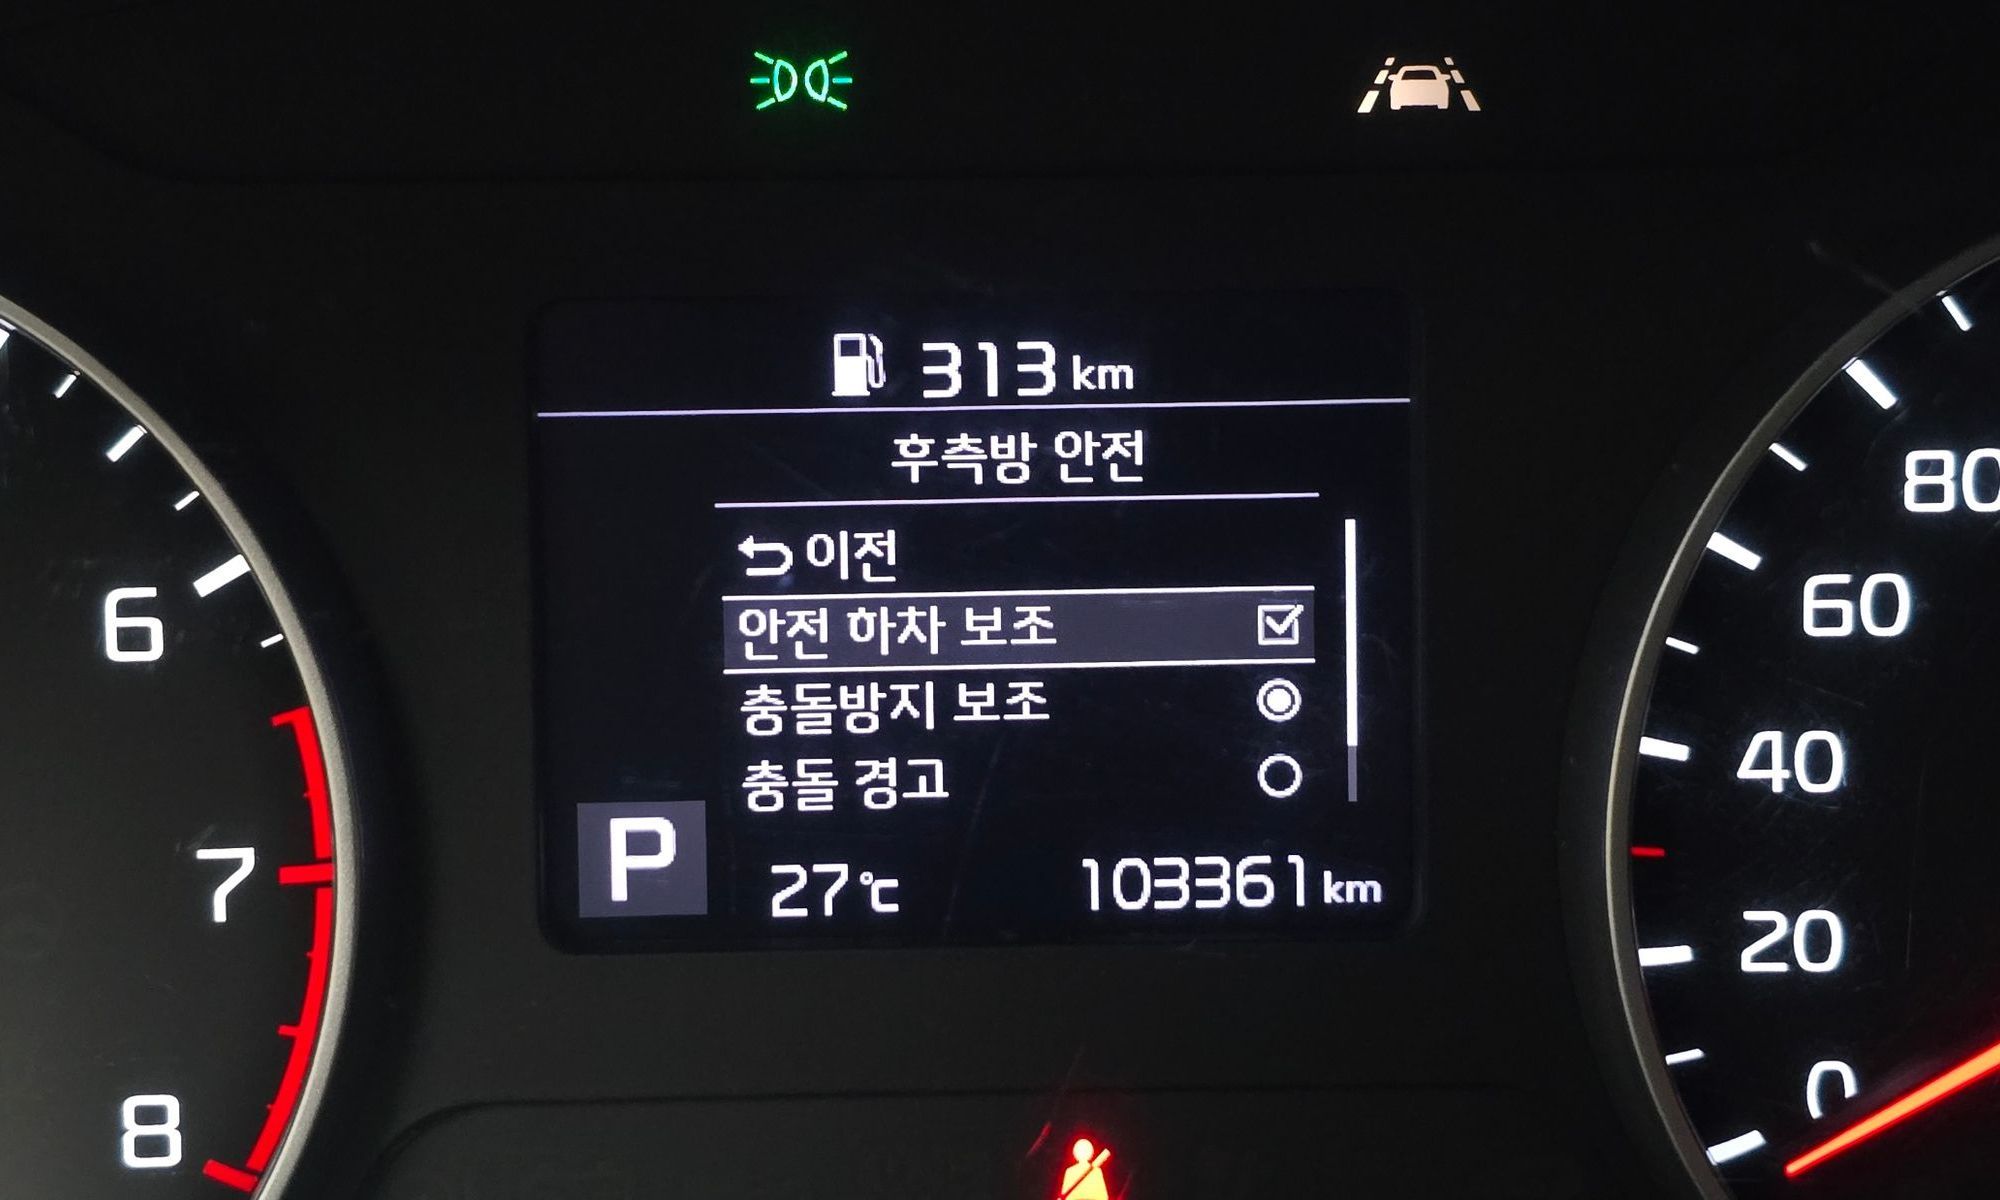 313 km
후측방 안전
이전
안전 하차 보조
충돌방지 보조
충돌 경고
P
27°C
103361 km
6
7
8
80
60
40
20
0